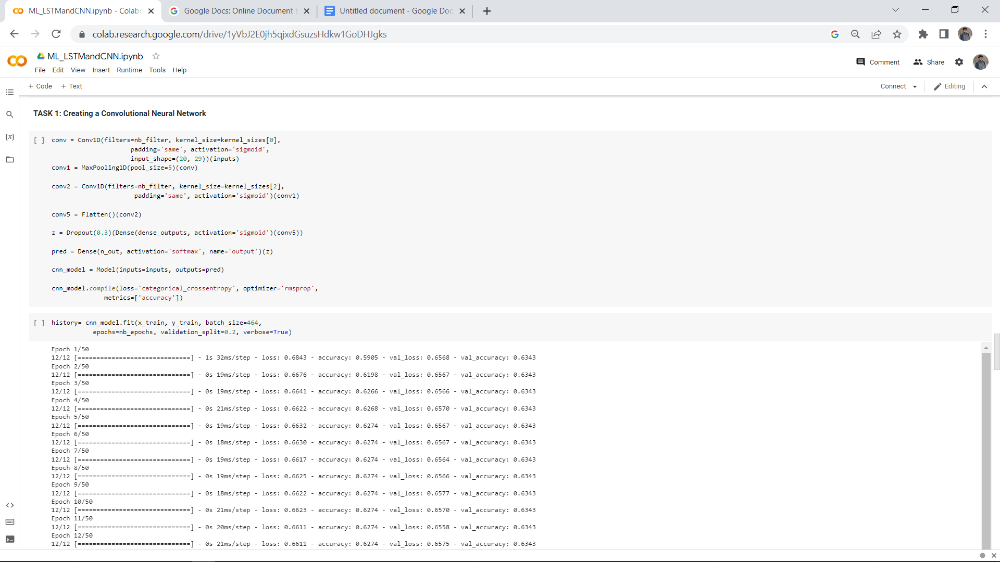 ML_LSTMandCNN.ipynb - Colab
Google Docs: Online Document
Untitled document - Google Doc
colab.research.google.com/drive/1yVbJ2E0jh5qjxdGsuzsHdkw1GoDHJgks
ML_LSTMandCNN.ipynb
Comment
Share
File Edit View Insert Runtime Tools Help
+ Code + Text
Connect
Editing
TASK 1: Creating a Convolutional Neural Network
[ ] conv = Conv1D(filters=nb_filter, kernel_size=kernel_sizes[0],
padding='same', activation='sigmoid',
input_shape=(20, 29))(inputs)
conv1 = MaxPooling1D(pool_size=5)(conv)
conv2 = Conv1D(filters=nb_filter, kernel_size=kernel_sizes[2],
padding='same', activation='sigmoid')(conv1)
conv5 = Flatten()(conv2)
z = Dropout(0.3)(Dense(dense_outputs, activation='sigmoid')(conv5))
pred = Dense(n_out, activation='softmax', name='output')(z)
cnn_model = Model(inputs=inputs, outputs=pred)
cnn_model.compile(loss='categorical_crossentropy', optimizer='rmsprop',
metrics=['accuracy'])
[ ] history= cnn_model.fit(x_train, y_train, batch_size=464,
epochs=nb_epochs, validation_split=0.2, verbose=True)
Epoch 1/50
12/12 [==============================] - 1s 32ms/step - loss: 0.6843 - accuracy: 0.5905 - val_loss: 0.6568 - val_accuracy: 0.6343
Epoch 2/50
12/12 [==============================] - 0s 19ms/step - loss: 0.6676 - accuracy: 0.6198 - val_loss: 0.6567 - val_accuracy: 0.6343
Epoch 3/50
12/12 [==============================] - 0s 19ms/step - loss: 0.6641 - accuracy: 0.6266 - val_loss: 0.6566 - val_accuracy: 0.6343
Epoch 4/50
12/12 [==============================] - 0s 21ms/step - loss: 0.6622 - accuracy: 0.6268 - val_loss: 0.6570 - val_accuracy: 0.6343
Epoch 5/50
12/12 [==============================] - 0s 19ms/step - loss: 0.6632 - accuracy: 0.6274 - val_loss: 0.6567 - val_accuracy: 0.6343
Epoch 6/50
12/12 [==============================] - 0s 18ms/step - loss: 0.6630 - accuracy: 0.6274 - val_loss: 0.6567 - val_accuracy: 0.6343
Epoch 7/50
12/12 [==============================] - 0s 19ms/step - loss: 0.6617 - accuracy: 0.6274 - val_loss: 0.6564 - val_accuracy: 0.6343
Epoch 8/50
12/12 [==============================] - 0s 19ms/step - loss: 0.6625 - accuracy: 0.6274 - val_loss: 0.6566 - val_accuracy: 0.6343
Epoch 9/50
12/12 [==============================] - 0s 18ms/step - loss: 0.6622 - accuracy: 0.6274 - val_loss: 0.6577 - val_accuracy: 0.6343
Epoch 10/50
12/12 [==============================] - 0s 21ms/step - loss: 0.6623 - accuracy: 0.6274 - val_loss: 0.6570 - val_accuracy: 0.6343
Epoch 11/50
12/12 [==============================] - 0s 20ms/step - loss: 0.6611 - accuracy: 0.6274 - val_loss: 0.6558 - val_accuracy: 0.6343
Epoch 12/50
12/12 [==============================] - 0s 21ms/step - loss: 0.6611 - accuracy: 0.6274 - val_loss: 0.6575 - val_accuracy: 0.6343